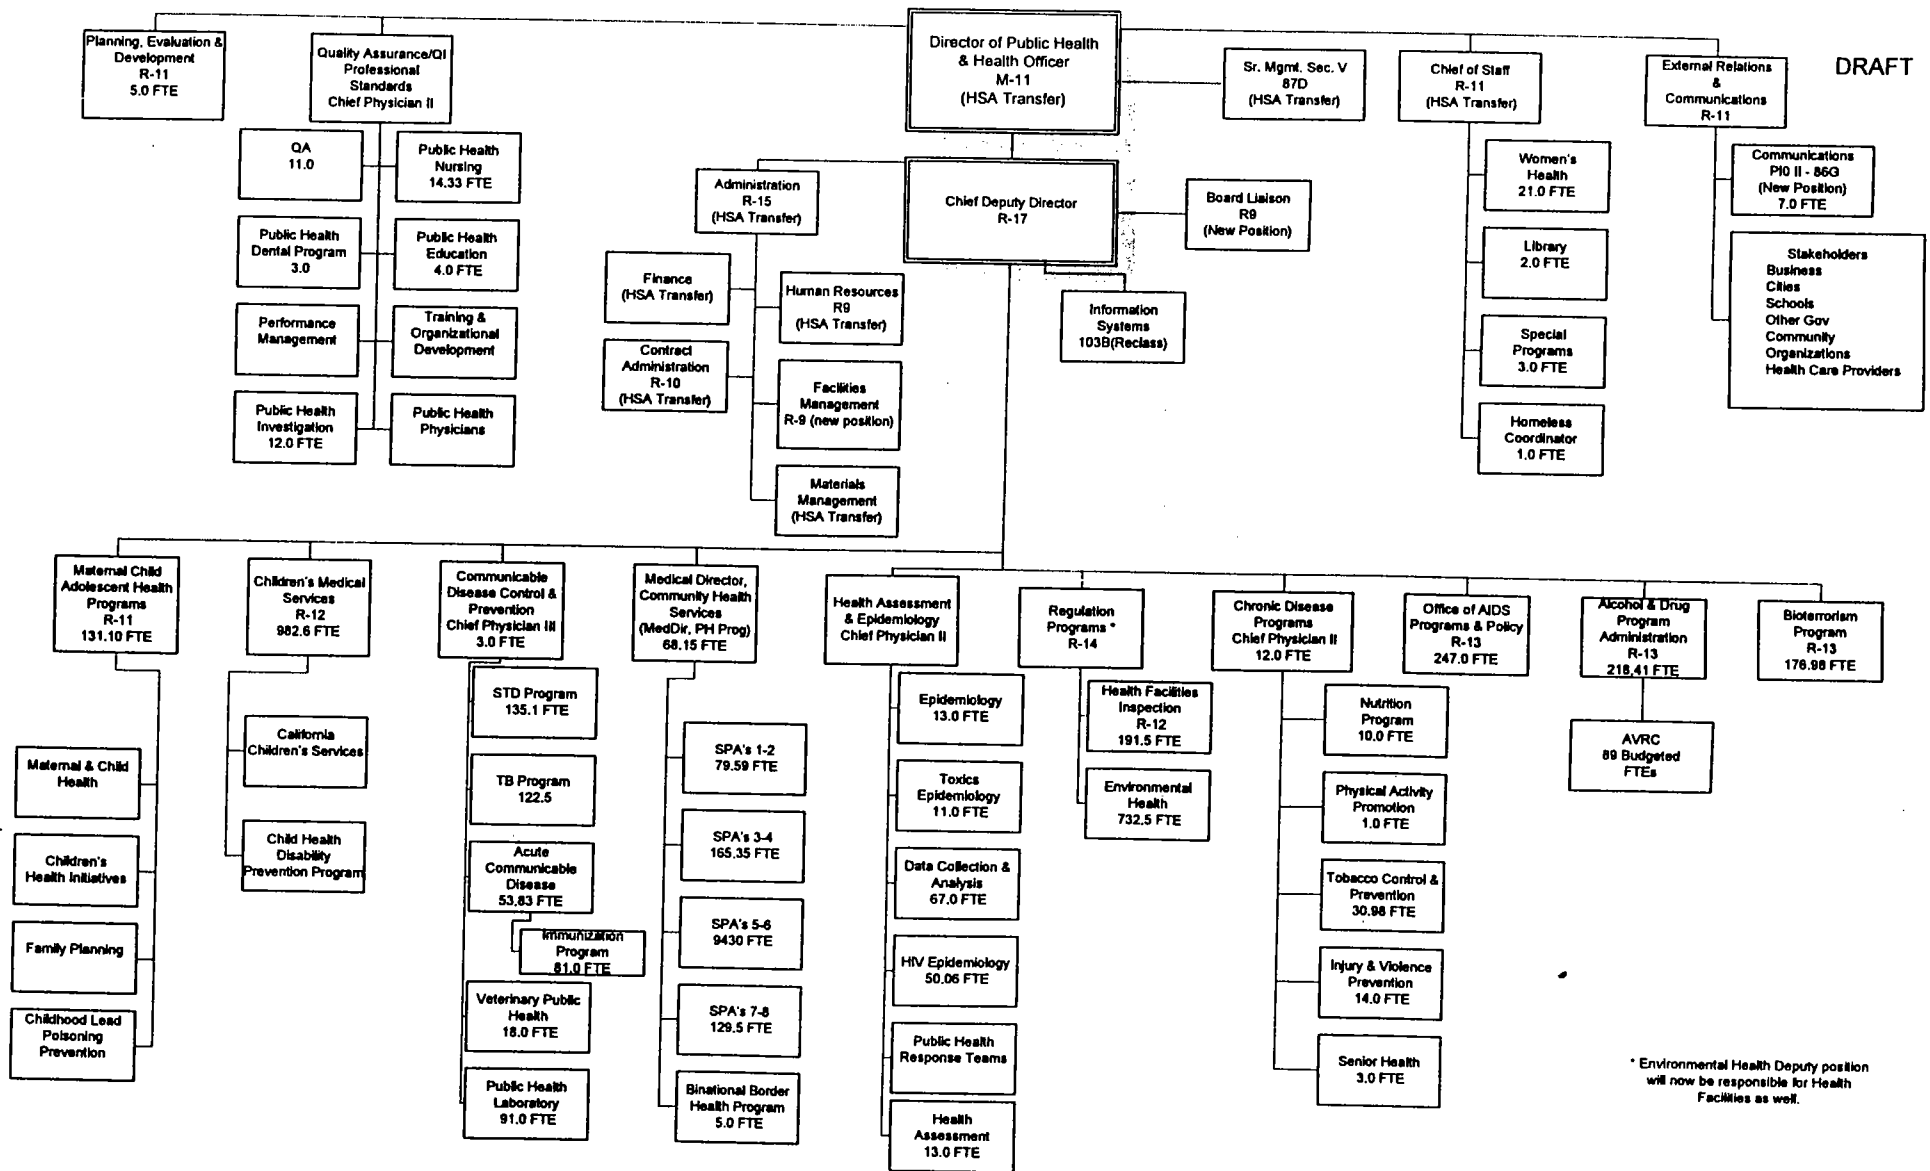 DRAFT
Planning, Evaluation &
Development
R-11
5.0 FTE
Quality Assurance/QI
Professional
Standards
Chief Physician II
Director of Public Health
& Health Officer
M-11
(HSA Transfer)
Sr. Mgmt. Sec. V
87D
(HSA Transfer)
Chief of Staff
R-11
(HSA Transfer)
External Relations
&
Communications
R-11
QA
11.0
Public Health
Nursing
14.33 FTE
Public Health
Dental Program
3.0
Public Health
Education
4.0 FTE
Performance
Management
Training &
Organizational
Development
Public Health
Investigation
12.0 FTE
Public Health
Physicians
Administration
R-15
(HSA Transfer)
Chief Deputy Director
R-17
Board Liaison
R9
(New Position)
Finance
(HSA Transfer)
Human Resources
R9
(HSA Transfer)
Information
Systems
103B(Reclass)
Contract
Administration
R-10
(HSA Transfer)
Facilities
Management
R-9 (new position)
Materials
Management
(HSA Transfer)
Women's
Health
21.0 FTE
Library
2.0 FTE
Special
Programs
3.0 FTE
Homeless
Coordinator
1.0 FTE
Communications
PI0 II - 86G
(New Position)
7.0 FTE
Stakeholders
Business
Cities
Schools
Other Gov
Community
Organizations
Health Care Providers
Maternal Child
Adolescent Health
Programs
R-11
131.10 FTE
Children's Medical
Services
R-12
982.6 FTE
Communicable
Disease Control &
Prevention
Chief Physician III
3.0 FTE
Medical Director,
Community Health
Services
(MedDir, PH Prog)
68.15 FTE
Health Assessment
& Epidemiology
Chief Physician II
Regulation
Programs *
R-14
Chronic Disease
Programs
Chief Physician II
12.0 FTE
Office of AIDS
Programs & Policy
R-13
247.0 FTE
Alcohol & Drug
Program
Administration
R-13
218.41 FTE
Bioterrorism
Program
R-13
176.98 FTE
Maternal & Child
Health
Children's
Health Initiatives
Family Planning
Childhood Lead
Poisoning
Prevention
California
Children's Services
Child Health
Disability
Prevention Program
STD Program
135.1 FTE
TB Program
122.5
Acute
Communicable
Disease
53.83 FTE
Immunization
Program
81.0 FTE
Veterinary Public
Health
18.0 FTE
Public Health
Laboratory
91.0 FTE
SPA's 1-2
79.59 FTE
SPA's 3-4
165.35 FTE
SPA's 5-6
9430 FTE
SPA's 7-8
129.5 FTE
Binational Border
Health Program
5.0 FTE
Epidemiology
13.0 FTE
Toxics
Epidemiology
11.0 FTE
Data Collection &
Analysis
67.0 FTE
HIV Epidemiology
50.06 FTE
Public Health
Response Teams
Health
Assessment
13.0 FTE
Health Facilities
Inspection
R-12
191.5 FTE
Environmental
Health
732.5 FTE
Nutrition
Program
10.0 FTE
Physical Activity
Promotion
1.0 FTE
Tobacco Control &
Prevention
30.98 FTE
Injury & Violence
Prevention
14.0 FTE
Senior Health
3.0 FTE
AVRC
89 Budgeted
FTEs
* Environmental Health Deputy position
will now be responsible for Health
Facilities as well.